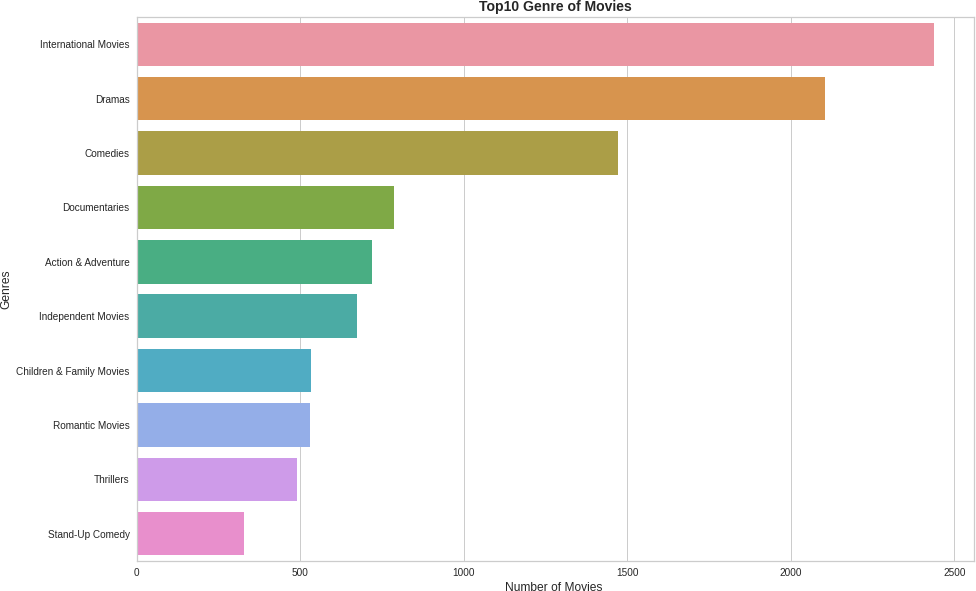 Top10 Genre of Movies
Genres
International Movies
Dramas
Comedies
Documentaries
Action & Adventure
Independent Movies
Children & Family Movies
Romantic Movies
Thrillers
Stand-Up Comedy
0 500 1000 1500 2000 2500
Number of Movies